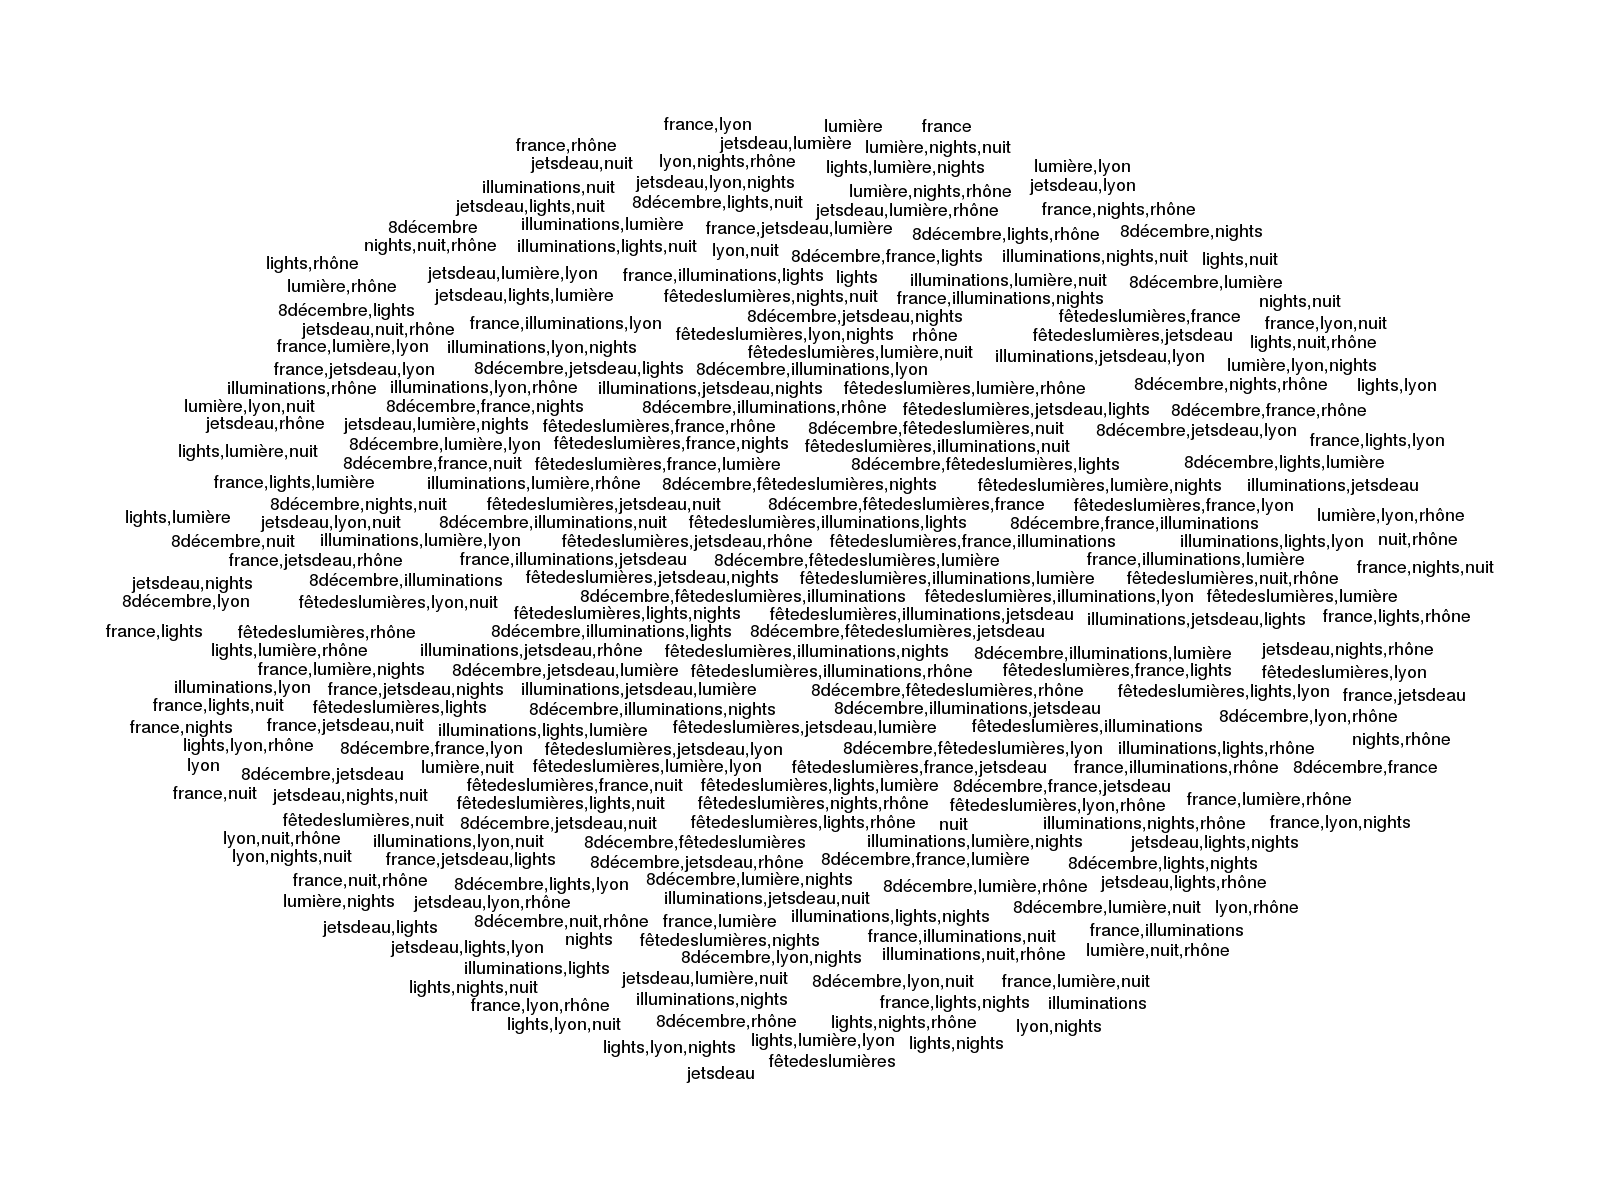 france,lyon lumière france
france,rhône jetsdeau,lumière lumière,nights,nuit
jetsdeau,nuit lyon,nights,rhône lights,lumière,nights lumière,lyon
illuminations,nuit jetsdeau,lyon,nights lumière,nights,rhône jetsdeau,lyon
jetsdeau,lights,nuit 8décembre,lights,nuit jetsdeau,lumière,rhône france,nights,rhône
8décembre illuminations,lumière france,jetsdeau,lumière 8décembre,lights,rhône 8décembre,nights
nights,nuit,rhône illuminations,lights,nuit lyon,nuit 8décembre,france,lights illuminations,nights,nuit lights,nuit
lights,rhône jetsdeau,lumière,lyon france,illuminations,lights lights illuminations,lumière,nuit 8décembre,lumière
lumière,rhône jetsdeau,lights,lumière fêtedeslumières,nights,nuit france,illuminations,nights nights,nuit
8décembre,lights 8décembre,jetsdeau,nights fêtedeslumières,france
jetsdeau,nuit,rhône france,illuminations,lyon fêtedeslumières,lyon,nights rhône fêtedeslumières,jetsdeau france,lyon,nuit
france,lumière,lyon illuminations,lyon,nights fêtedeslumières,lumière,nuit illuminations,jetsdeau,lyon lights,nuit,rhône
france,jetsdeau,lyon 8décembre,jetsdeau,lights 8décembre,illuminations,lyon lumière,lyon,nights
illuminations,rhône illuminations,lyon,rhône illuminations,jetsdeau,nights fêtedeslumières,lumière,rhône 8décembre,nights,rhône lights,lyon
lumière,lyon,nuit 8décembre,france,nights 8décembre,illuminations,rhône fêtedeslumières,jetsdeau,lights 8décembre,france,rhône
jetsdeau,rhône jetsdeau,lumière,nights fêtedeslumières,france,rhône 8décembre,fêtedeslumières,nuit 8décembre,jetsdeau,lyon
lights,lumière,nuit 8décembre,lumière,lyon fêtedeslumières,france,nights fêtedeslumières,illuminations,nuit france,lights,lyon
8décembre,france,nuit fêtedeslumières,france,lumière 8décembre,fêtedeslumières,lights 8décembre,lights,lumière
france,lights,lumière illuminations,lumière,rhône 8décembre,fêtedeslumières,nights fêtedeslumières,lumière,nights illuminations,jetsdeau
8décembre,nights,nuit fêtedeslumières,jetsdeau,nuit 8décembre,fêtedeslumières,france fêtedeslumières,france,lyon
lights,lumière jetsdeau,lyon,nuit 8décembre,illuminations,nuit fêtedeslumières,illuminations,lights 8décembre,france,illuminations lumière,lyon,rhône
8décembre,nuit illuminations,lumière,lyon fêtedeslumières,jetsdeau,rhône fêtedeslumières,france,illuminations illuminations,lights,lyon nuit,rhône
france,jetsdeau,rhône france,illuminations,jetsdeau 8décembre,fêtedeslumières,lumière france,illuminations,lumière france,nights,nuit
jetsdeau,nights 8décembre,illuminations fêtedeslumières,jetsdeau,nights fêtedeslumières,illuminations,lumière fêtedeslumières,nuit,rhône
8décembre,lyon fêtedeslumières,lyon,nuit 8décembre,fêtedeslumières,illuminations fêtedeslumières,illuminations,lyon fêtedeslumières,lumière
fêtedeslumières,lights,nights fêtedeslumières,illuminations,jetsdeau illuminations,jetsdeau,lights france,lights,rhône
france,lights fêtedeslumières,rhône 8décembre,illuminations,lights 8décembre,fêtedeslumières,jetsdeau
lights,lumière,rhône illuminations,jetsdeau,rhône fêtedeslumières,illuminations,nights 8décembre,illuminations,lumière jetsdeau,nights,rhône
france,lumière,nights 8décembre,jetsdeau,lumière fêtedeslumières,illuminations,rhône fêtedeslumières,france,lights fêtedeslumières,lyon
illuminations,lyon france,jetsdeau,nights illuminations,jetsdeau,lumière 8décembre,fêtedeslumières,rhône fêtedeslumières,lights,lyon france,jetsdeau
france,lights,nuit fêtedeslumières,lights 8décembre,illuminations,nights 8décembre,illuminations,jetsdeau 8décembre,lyon,rhône
france,nights france,jetsdeau,nuit illuminations,lights,lumière fêtedeslumières,jetsdeau,lumière fêtedeslumières,illuminations
lights,lyon,rhône 8décembre,france,lyon fêtedeslumières,jetsdeau,lyon 8décembre,fêtedeslumières,lyon illuminations,lights,rhône nights,rhône
lyon 8décembre,jetsdeau lumière,nuit fêtedeslumières,lumière,lyon fêtedeslumières,france,jetsdeau france,illuminations,rhône 8décembre,france
france,nuit jetsdeau,nights,nuit fêtedeslumières,france,nuit fêtedeslumières,lights,lumière 8décembre,france,jetsdeau
fêtedeslumières,lights,nuit fêtedeslumières,nights,rhône fêtedeslumières,lyon,rhône france,lumière,rhône
fêtedeslumières,nuit 8décembre,jetsdeau,nuit fêtedeslumières,lights,rhône nuit illuminations,nights,rhône france,lyon,nights
lyon,nuit,rhône illuminations,lyon,nuit 8décembre,fêtedeslumières illuminations,lumière,nights jetsdeau,lights,nights
lyon,nights,nuit france,jetsdeau,lights 8décembre,jetsdeau,rhône 8décembre,france,lumière 8décembre,lights,nights
france,nuit,rhône 8décembre,lights,lyon 8décembre,lumière,nights 8décembre,lumière,rhône jetsdeau,lights,rhône
lumière,nights jetsdeau,lyon,rhône illuminations,jetsdeau,nuit 8décembre,lumière,nuit lyon,rhône
jetsdeau,lights 8décembre,nuit,rhône france,lumière illuminations,lights,nights france,illuminations
jetsdeau,lights,lyon nights fêtedeslumières,nights france,illuminations,nuit lumière,nuit,rhône
8décembre,lyon,nights illuminations,nuit,rhône
illuminations,lights jetsdeau,lumière,nuit 8décembre,lyon,nuit france,lumière,nuit
lights,nights,nuit illuminations,nights france,lights,nights illuminations
france,lyon,rhône 8décembre,rhône lights,nights,rhône lyon,nights
lights,lyon,nuit lights,lumière,lyon lights,nights
lights,lyon,nights fêtedeslumières
jetsdeau